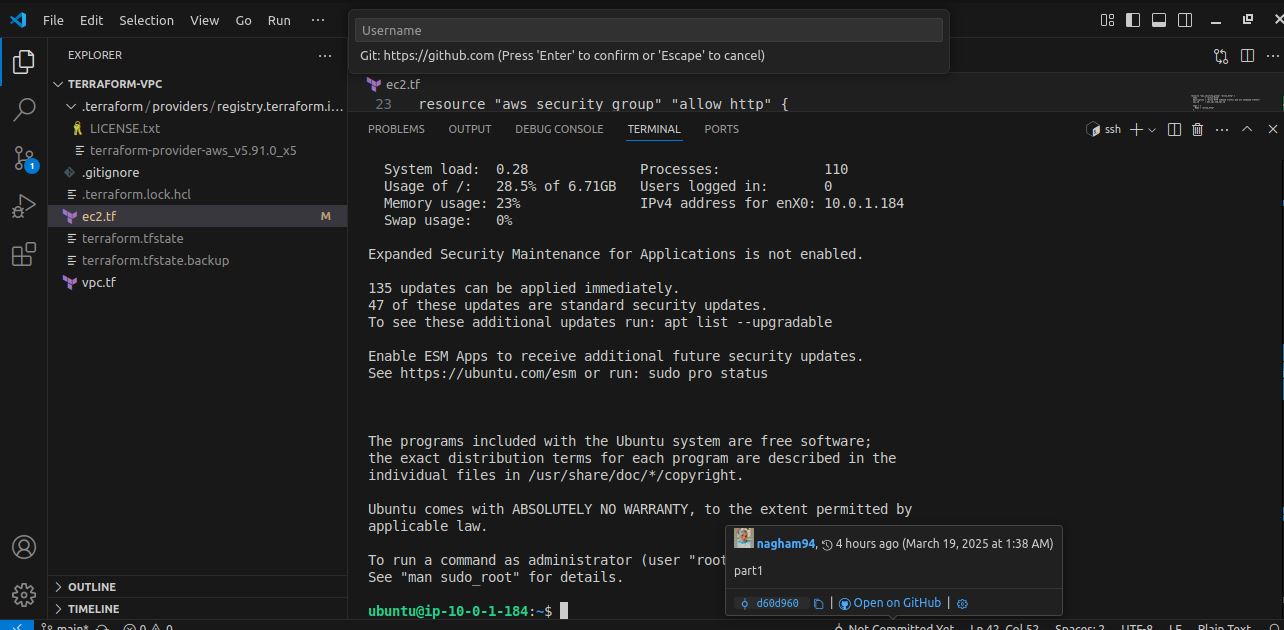 File Edit Selection View Go Run ···
Username
Git: https://github.com (Press 'Enter' to confirm or 'Escape' to cancel)
EXPLORER
TERRAFORM-VPC
.terraform/providers/registry.terraform.i...
LICENSE.txt
terraform-provider-aws_v5.91.0_x5
1
.gitignore
.terraform.lock.hcl
ec2.tf M
terraform.tfstate
terraform.tfstate.backup
vpc.tf
OUTLINE
TIMELINE
ec2.tf
23 resource "aws_security_group" "allow_http" {
PROBLEMS OUTPUT DEBUG CONSOLE TERMINAL PORTS
ssh
System load: 0.28 Processes: 110
Usage of /: 28.5% of 6.71GB Users logged in: 0
Memory usage: 23% IPv4 address for enX0: 10.0.1.184
Swap usage: 0%
Expanded Security Maintenance for Applications is not enabled.
135 updates can be applied immediately.
47 of these updates are standard security updates.
To see these additional updates run: apt list --upgradable
Enable ESM Apps to receive additional future security updates.
See https://ubuntu.com/esm or run: sudo pro status
The programs included with the Ubuntu system are free software;
the exact distribution terms for each program are described in the
individual files in /usr/share/doc/*/copyright.
Ubuntu comes with ABSOLUTELY NO WARRANTY, to the extent permitted by
applicable law.
To run a command as administrator (user "root
See "man sudo_root" for details.
ubuntu@ip-10-0-1-184:~$
nagham94, 4 hours ago (March 19, 2025 at 1:38 AM)
part1
d60d960 | Open on GitHub |
main* 0 0 Not Committed Yet Ln 42, Col 52 Spaces: 2 UTF-8 LF Plain Text